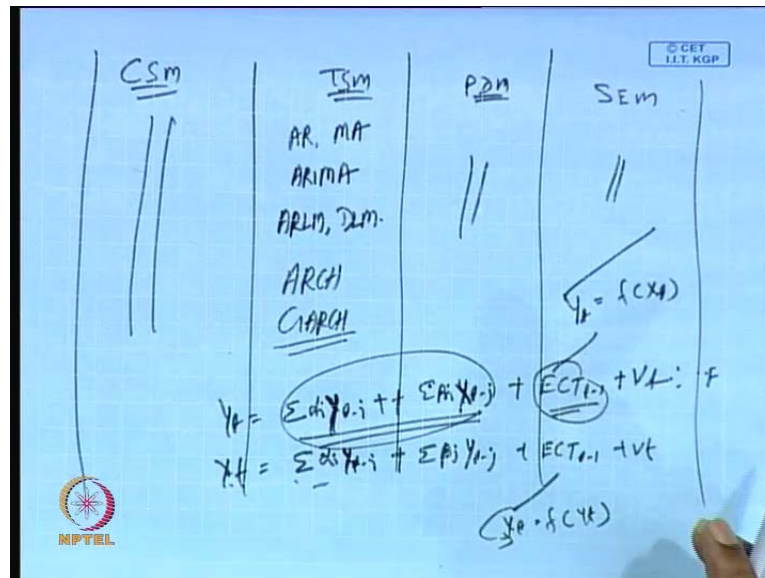 © CET
I.I.T. KGP
CSM TSM PDM SEM
AR, MA
ARIMA
ARLM, DLM.
ARCH
GARCH
Yt = f(Xt)
Yt = Σαi Yt-i + + Σβj Xt-j + ECTt-1 + Vt :
Xt = Σαi Xt-i + Σβj Yt-j + ECTt-1 + Vt
Xt = f(Yt)
NPTEL